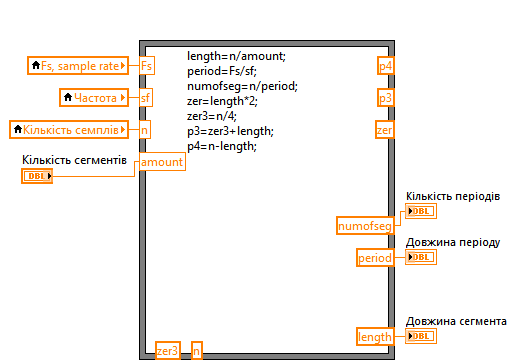 Fs, sample rate
Fs
length=n/amount;
period=Fs/sf;
numofseg=n/period;
zer=length*2;
zer3=n/4;
p3=zer3+length;
p4=n-length;
p4
Частота
sf
p3
Кількість семплів
n
zer
Кількість сегментів
DBL
amount
Кількість періодів
DBL
numofseg
Довжина періоду
period
DBL
Довжина сегмента
length
DBL
zer3
n